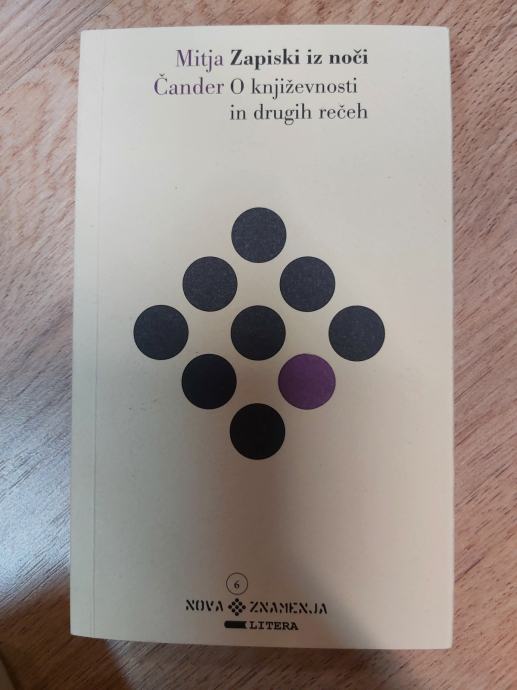 Mitja Zapiski iz noči
Čander O književnosti
in drugih rečeh
6
NOVA ZNAMENJA
LITERA